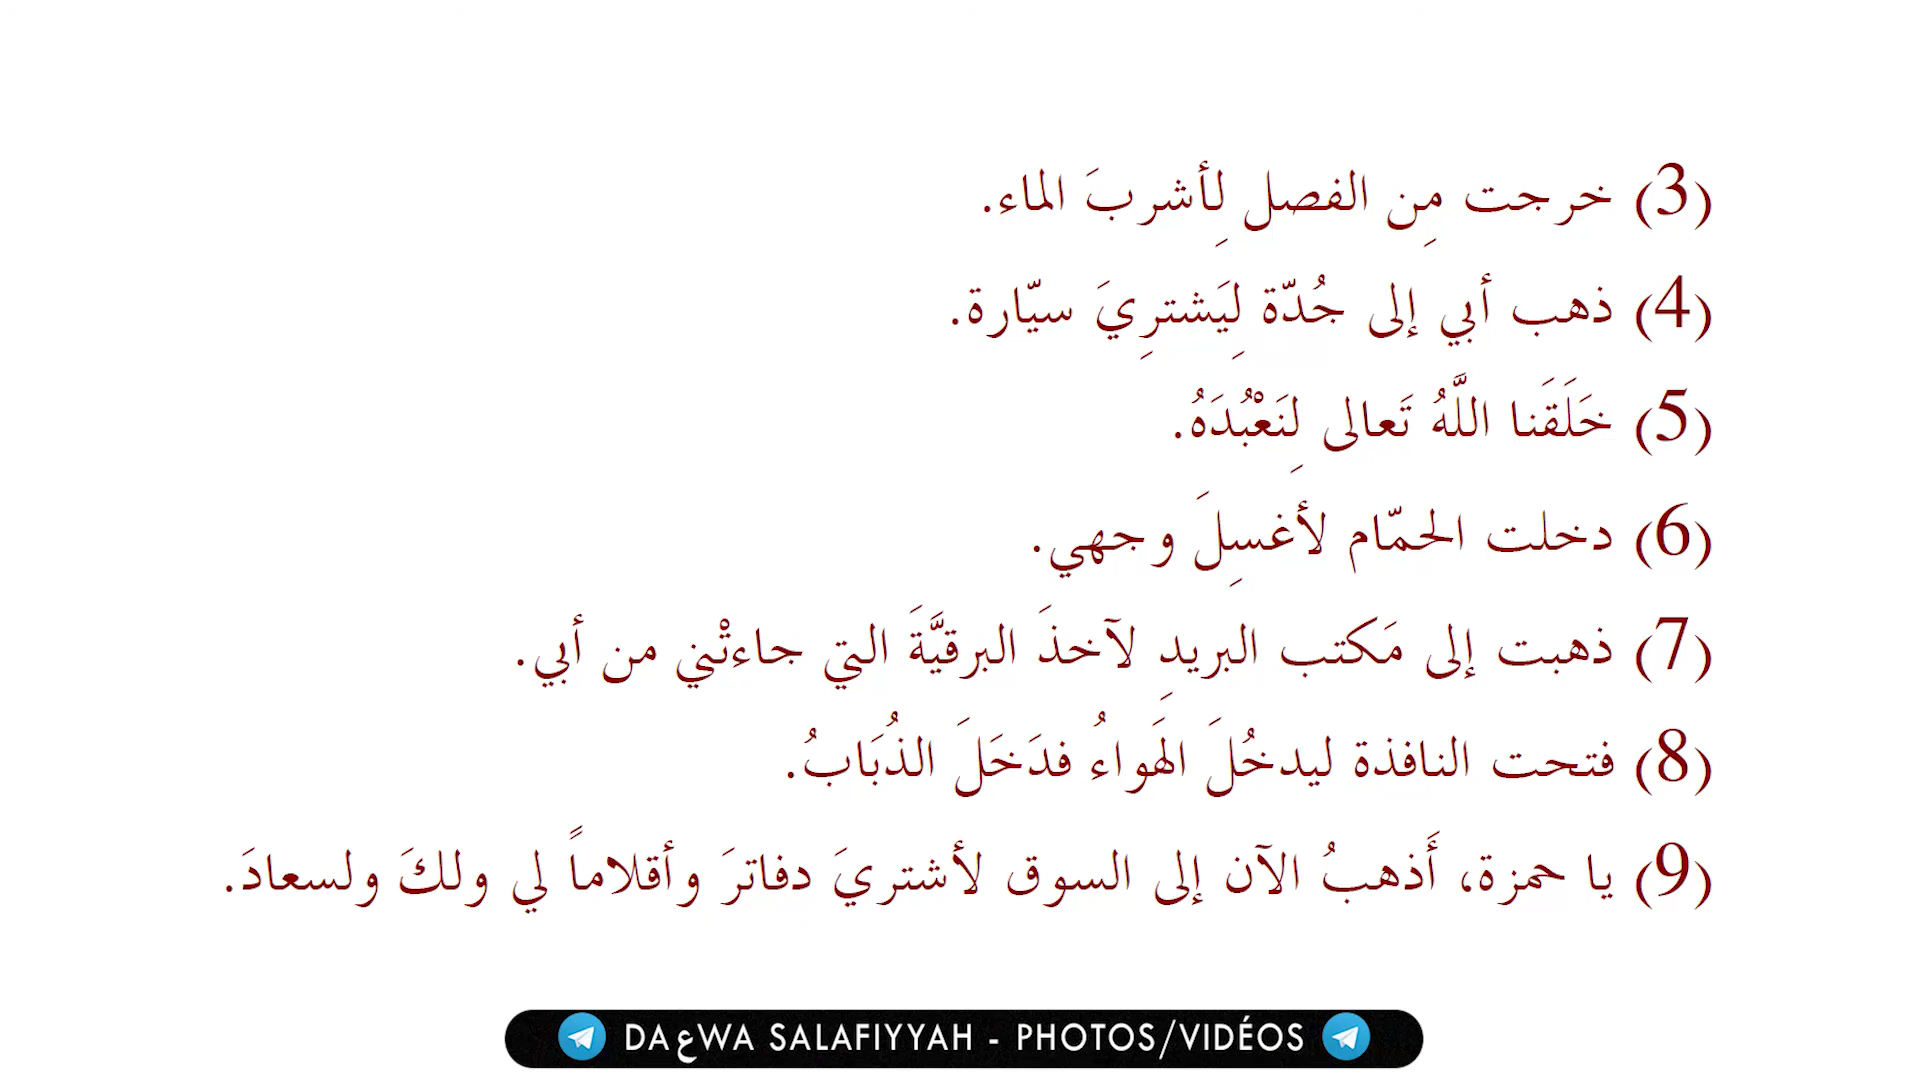 (3) خرجت مِن الفصل لِأشربَ الماء.
(4) ذهب أبي إلى جُدّة لِيَشترِيَ سيّارة.
(5) خَلَقَنا اللَّهُ تَعالى لِنَعْبُدَهُ.
(6) دخلت الحمّام لأغسِلَ وجهي.
(7) ذهبت إلى مَكتب البريدِ لآخذَ البرقيَّةَ التي جاءتْني من أبي.
(8) فتحت النافذة ليدخُلَ الهَواءُ فدَخَلَ الذُبَابُ.
(9) يا حمزة، أَذهبُ الآن إلى السوق لأشتريَ دفاترَ وأقلاماً لي ولكَ ولسعادَ.
DAعWA SALAFIYYAH - PHOTOS/VIDÉOS